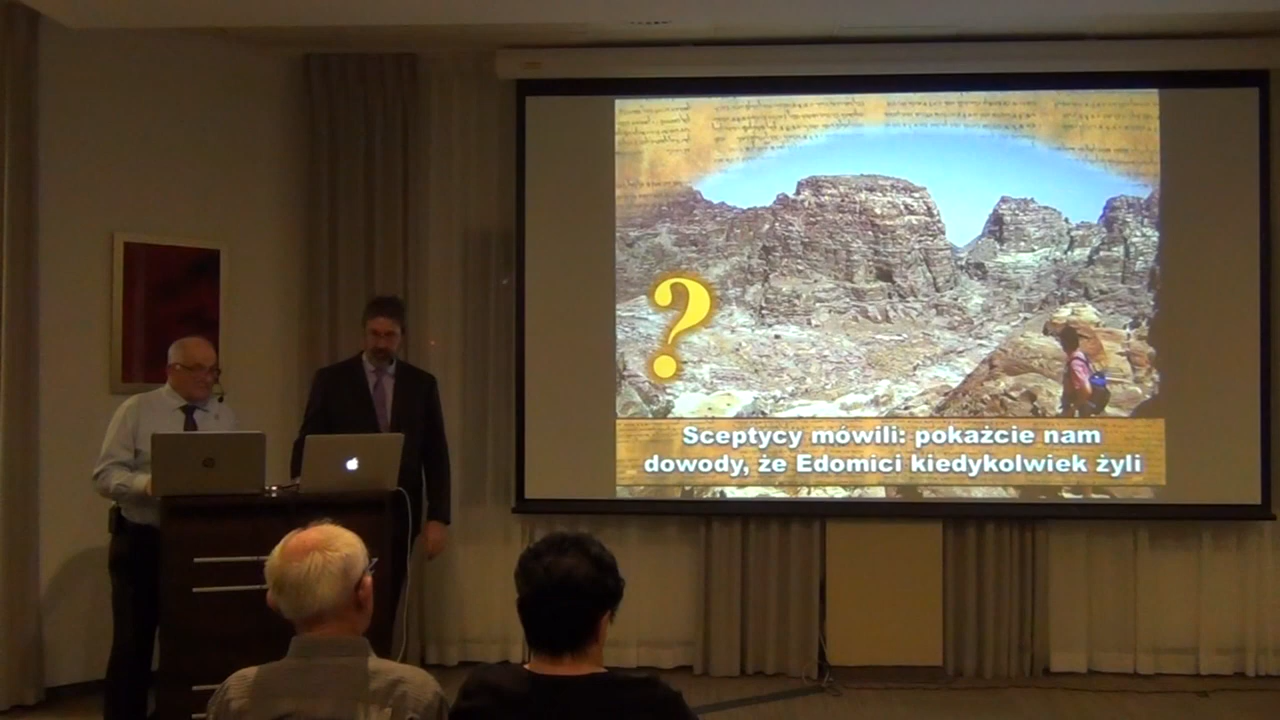 ?
Sceptycy mówili: pokażcie nam
dowody, że Edomici kiedykolwiek żyli